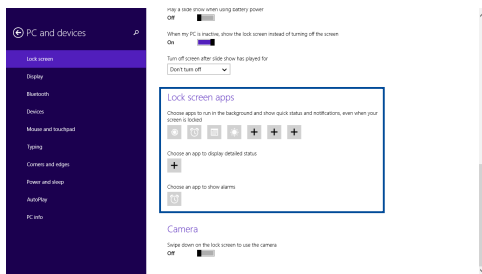 Play a slide show when using battery power
Off
PC and devices
When my PC is inactive, show the lock screen instead of turning off the screen
On
Lock screen
Turn off screen after slide show has played for
Don't turn off
Display
Bluetooth
Devices
Mouse and touchpad
Typing
Corners and edges
Power and sleep
AutoPlay
PC info
Lock screen apps
Choose apps to run in the background and show quick status and notifications, even when your
screen is locked
Choose an app to display detailed status
Choose an app to show alarms
Camera
Swipe down on the lock screen to use the camera
Off